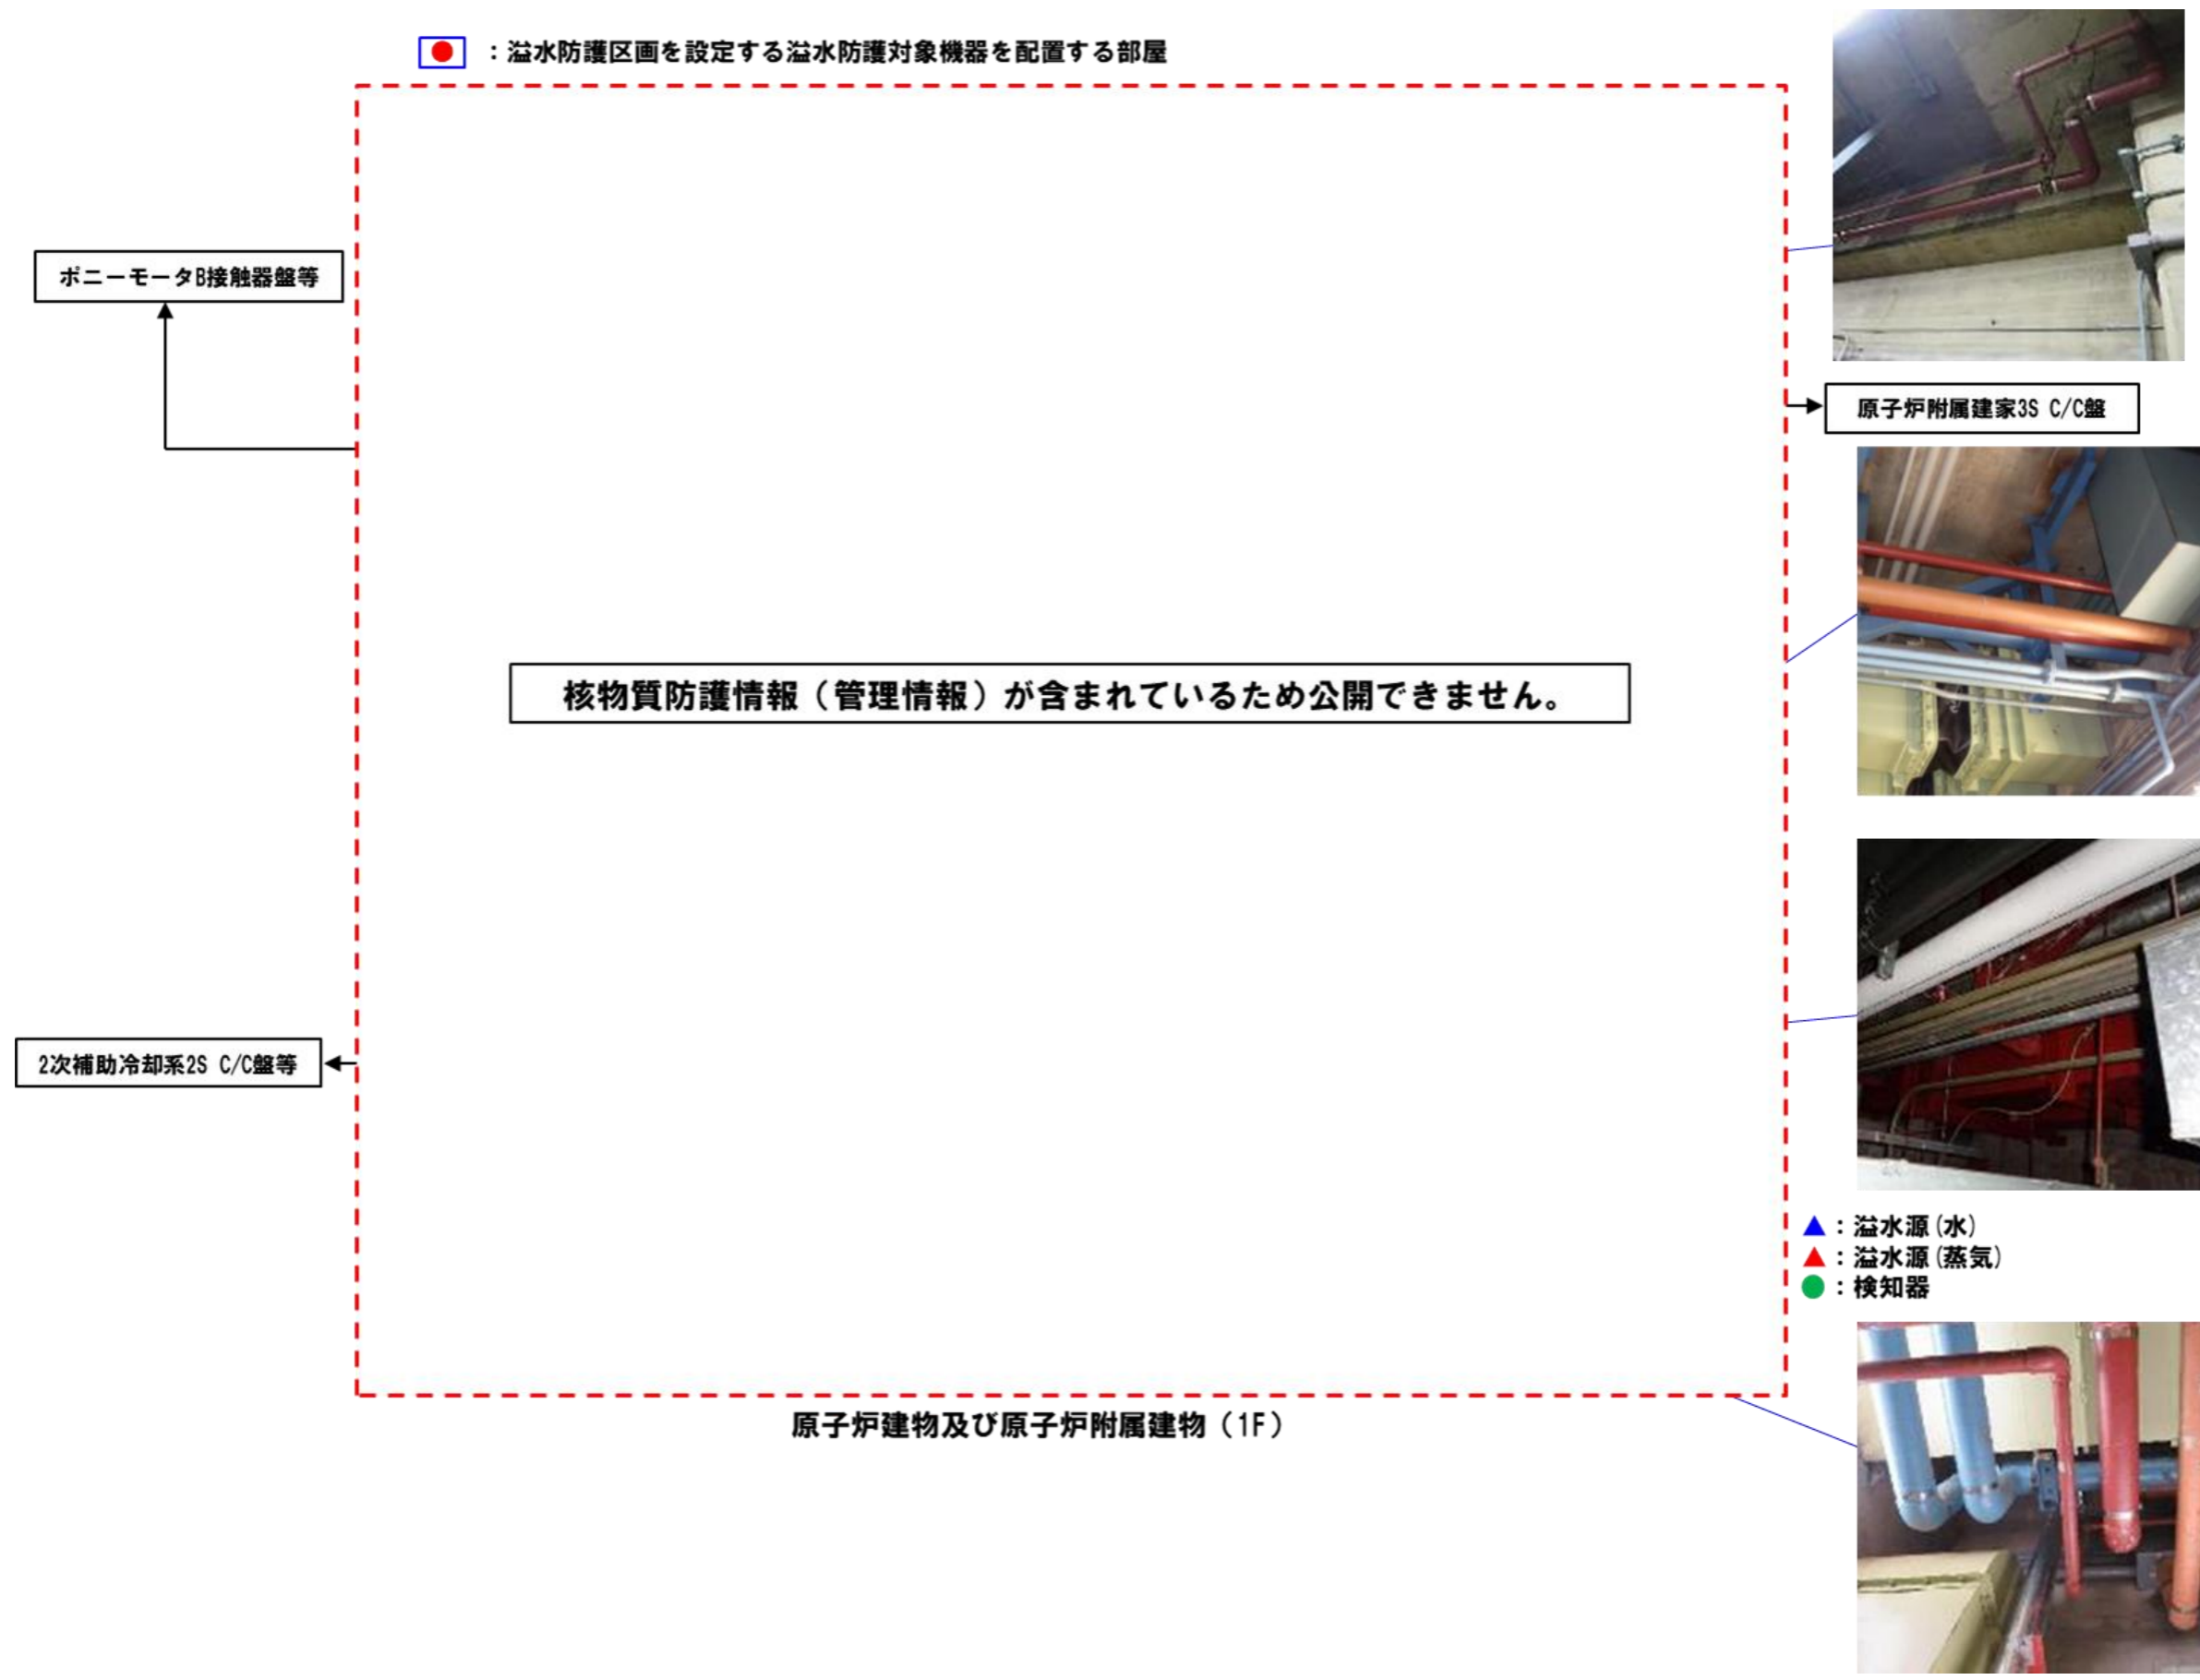 ：溢水防護区画を設定する溢水防護対象機器を配置する部屋
ポニーモータB接触器盤等
原子炉附属建家3S C/C盤
核物質防護情報（管理情報）が含まれているため公開できません。
2次補助冷却系2S C/C盤等
▲：溢水源(水)
▲：溢水源(蒸気)
●：検知器
原子炉建物及び原子炉附属建物（1F）